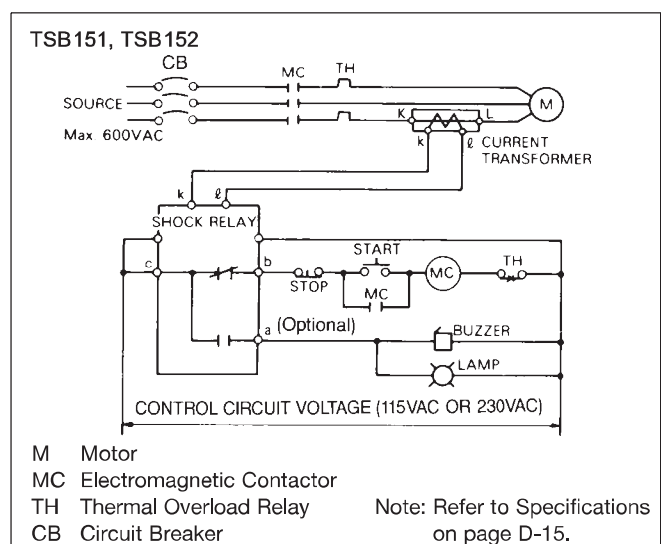 TSB151, TSB152
CB
MC TH
SOURCE
M
Max 600VAC
K L
k ℓ
CURRENT
TRANSFORMER
k ℓ
SHOCK RELAY
START
c b
MC TH
STOP
MC
a (Optional)
BUZZER
LAMP
CONTROL CIRCUIT VOLTAGE (115VAC OR 230VAC)
M Motor
MC Electromagnetic Contactor
TH Thermal Overload Relay
CB Circuit Breaker
Note: Refer to Specifications
on page D-15.